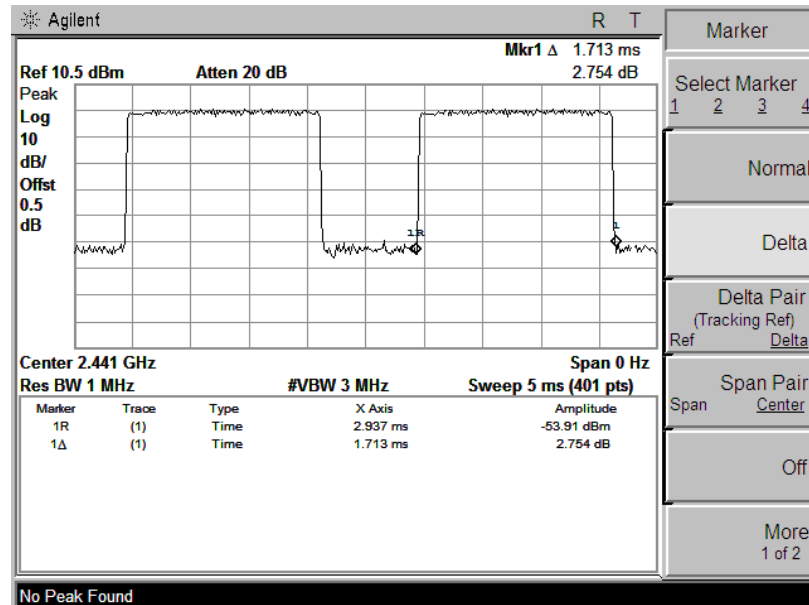 Agilent R T
Mkr1 Δ 1.713 ms
Ref 10.5 dBm Atten 20 dB 2.754 dB
Peak
Log
10
dB/
Offst
0.5
dB
1R
1
Center 2.441 GHz Span 0 Hz
Res BW 1 MHz #VBW 3 MHz Sweep 5 ms (401 pts)
Marker Trace Type X Axis Amplitude
1R (1) Time 2.937 ms -53.91 dBm
1Δ (1) Time 1.713 ms 2.754 dB
No Peak Found
Marker
Select Marker
1 2 3 4
Normal
Delta
Delta Pair
(Tracking Ref)
Ref Delta
Span Pair
Span Center
Off
More
1 of 2